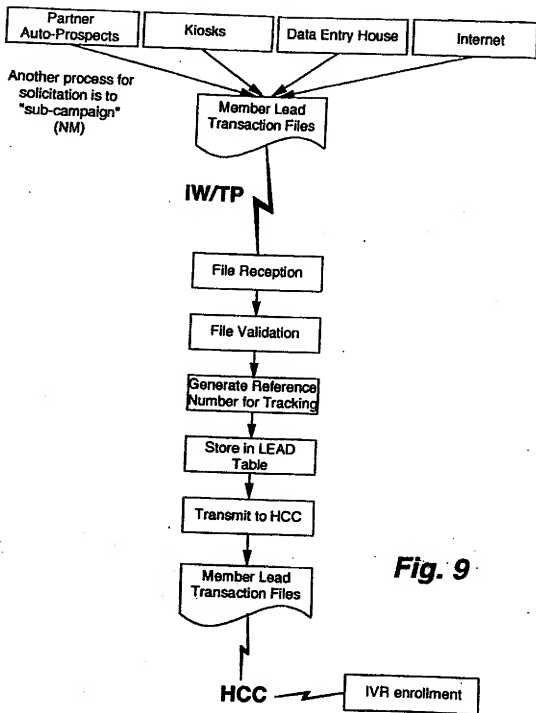 Partner
Auto-Prospects
Kiosks
Data Entry House
Internet
Another process for
solicitation is to
"sub-campaign"
(NM)
Member Lead
Transaction Files
IW/TP
File Reception
File Validation
Generate Reference
Number for Tracking
Store in LEAD
Table
Transmit to HCC
Member Lead
Transaction Files
Fig. 9
HCC
IVR enrollment